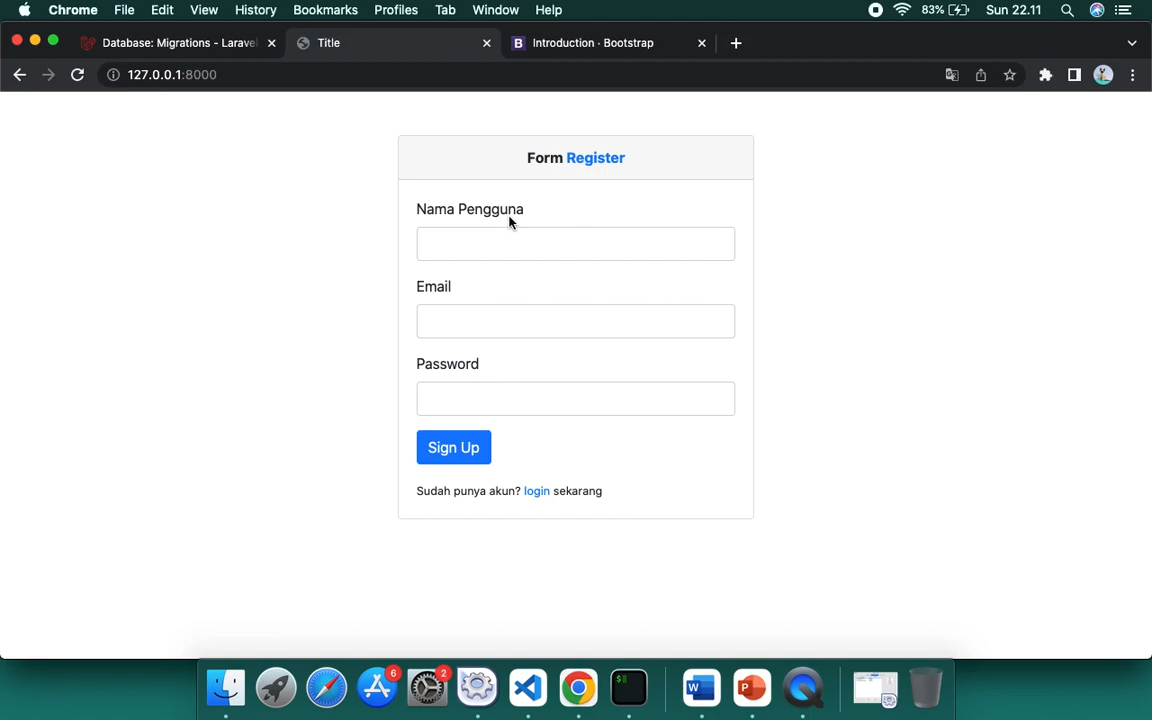 Chrome File Edit View History Bookmarks Profiles Tab Window Help 83% Sun 22.11
Database: Migrations - Laravel Title B Introduction · Bootstrap
127.0.0.1:8000
Form Register
Nama Pengguna
Email
Password
Sign Up
Sudah punya akun? login sekarang
6 2 $ W P